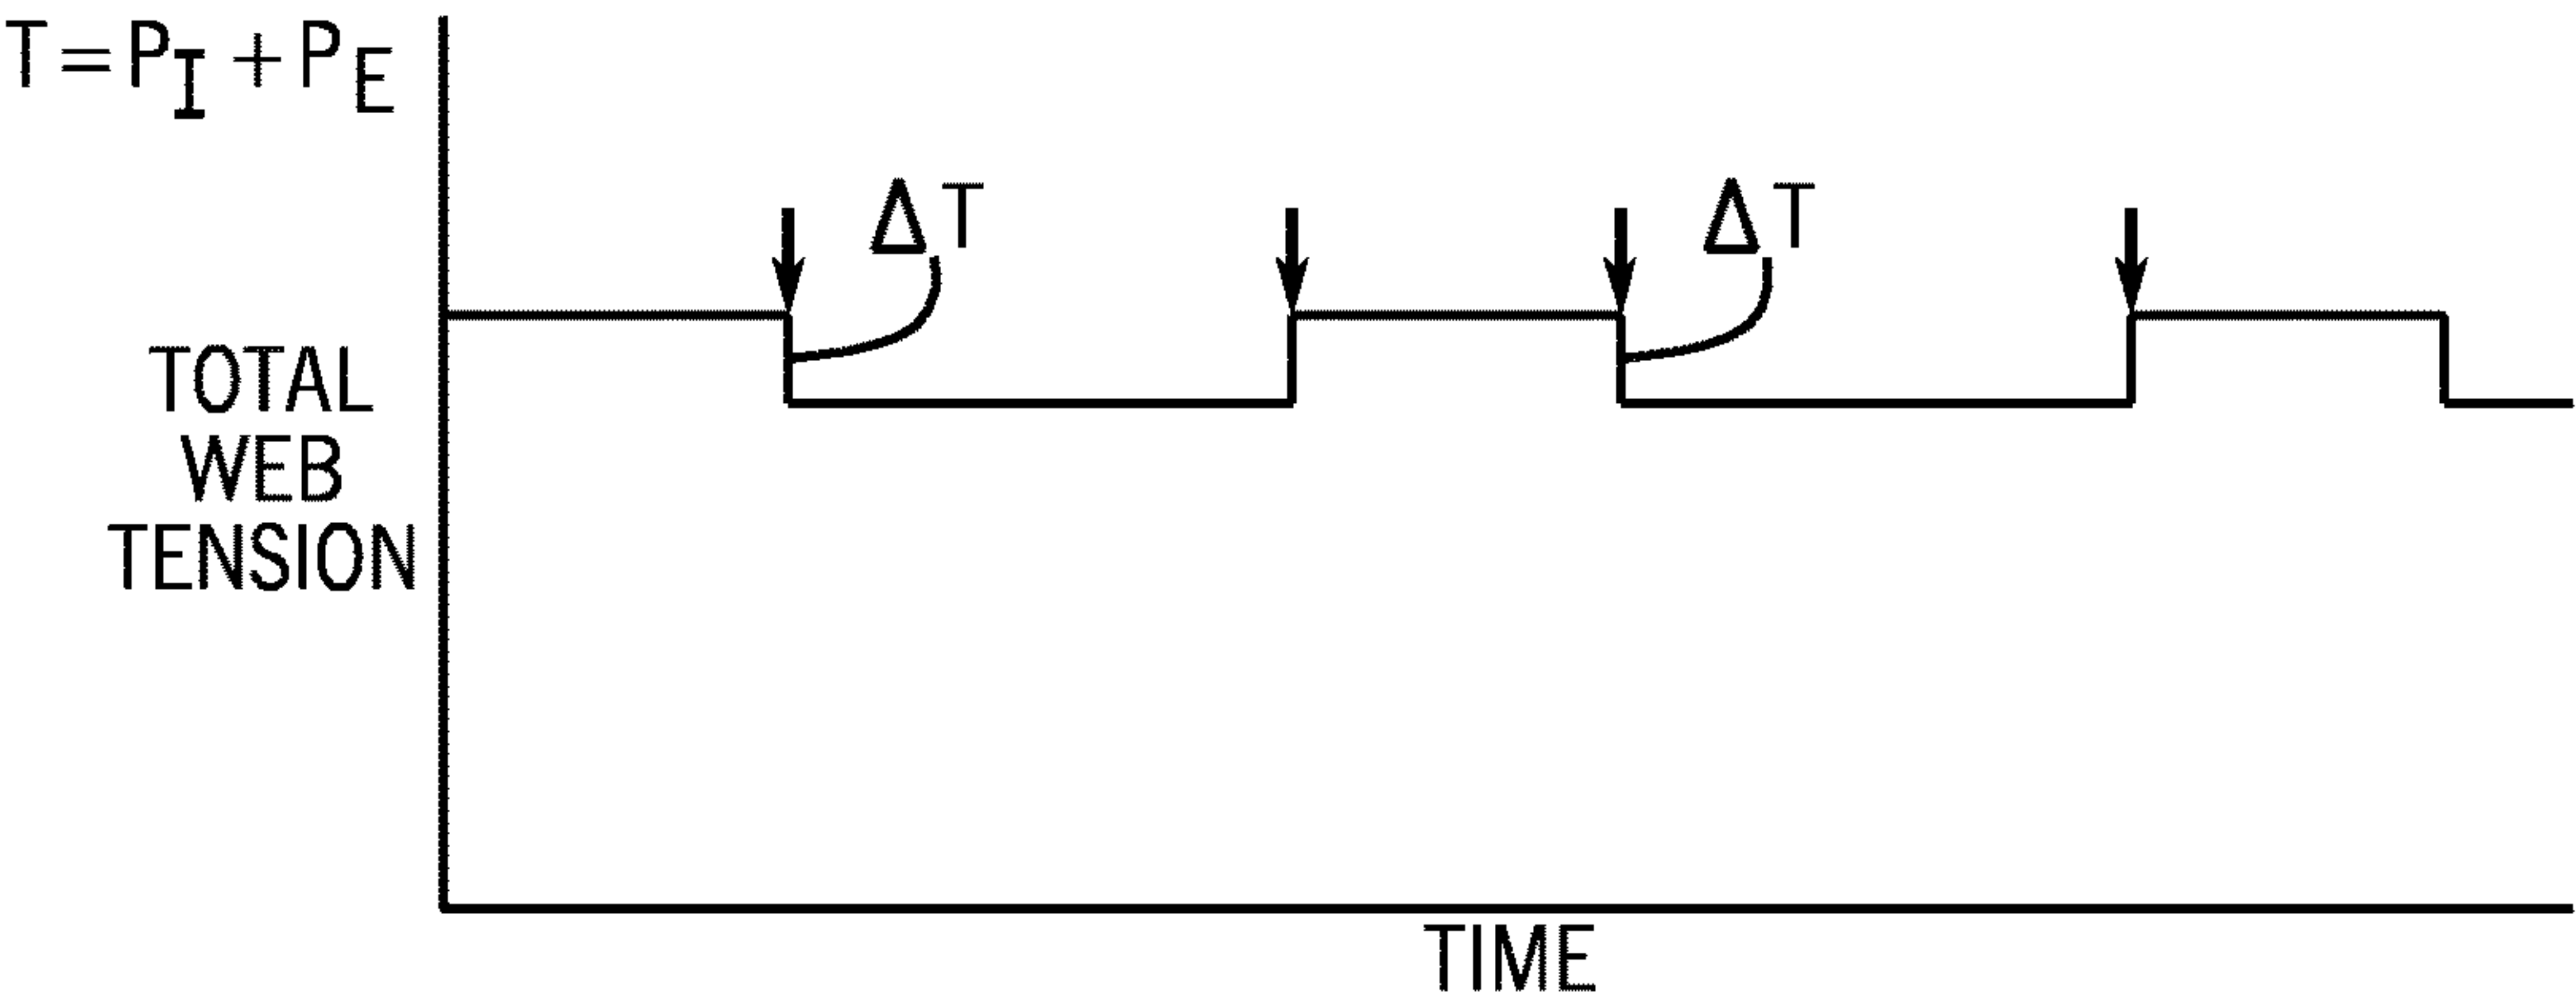 T=P_I+P_E
ΔT
ΔT
TOTAL
WEB
TENSION
TIME